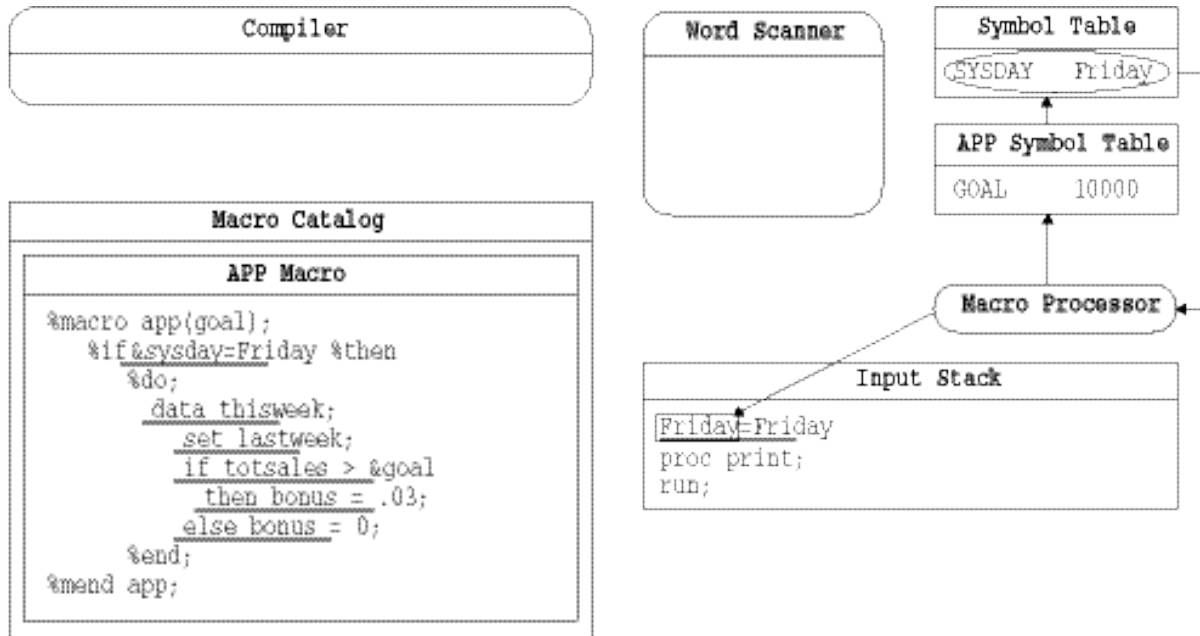 Compiler
Word Scanner
Symbol Table
SYSDAY Friday
APP Symbol Table
GOAL 10000
Macro Catalog
APP Macro
%macro app(goal);
%if&sysday=Friday %then
%do;
data thisweek;
set lastweek;
if totsales > &goal
then bonus = .03;
else bonus = 0;
%end;
%mend app;
Macro Processor
Input Stack
Friday=Friday
proc print;
run;